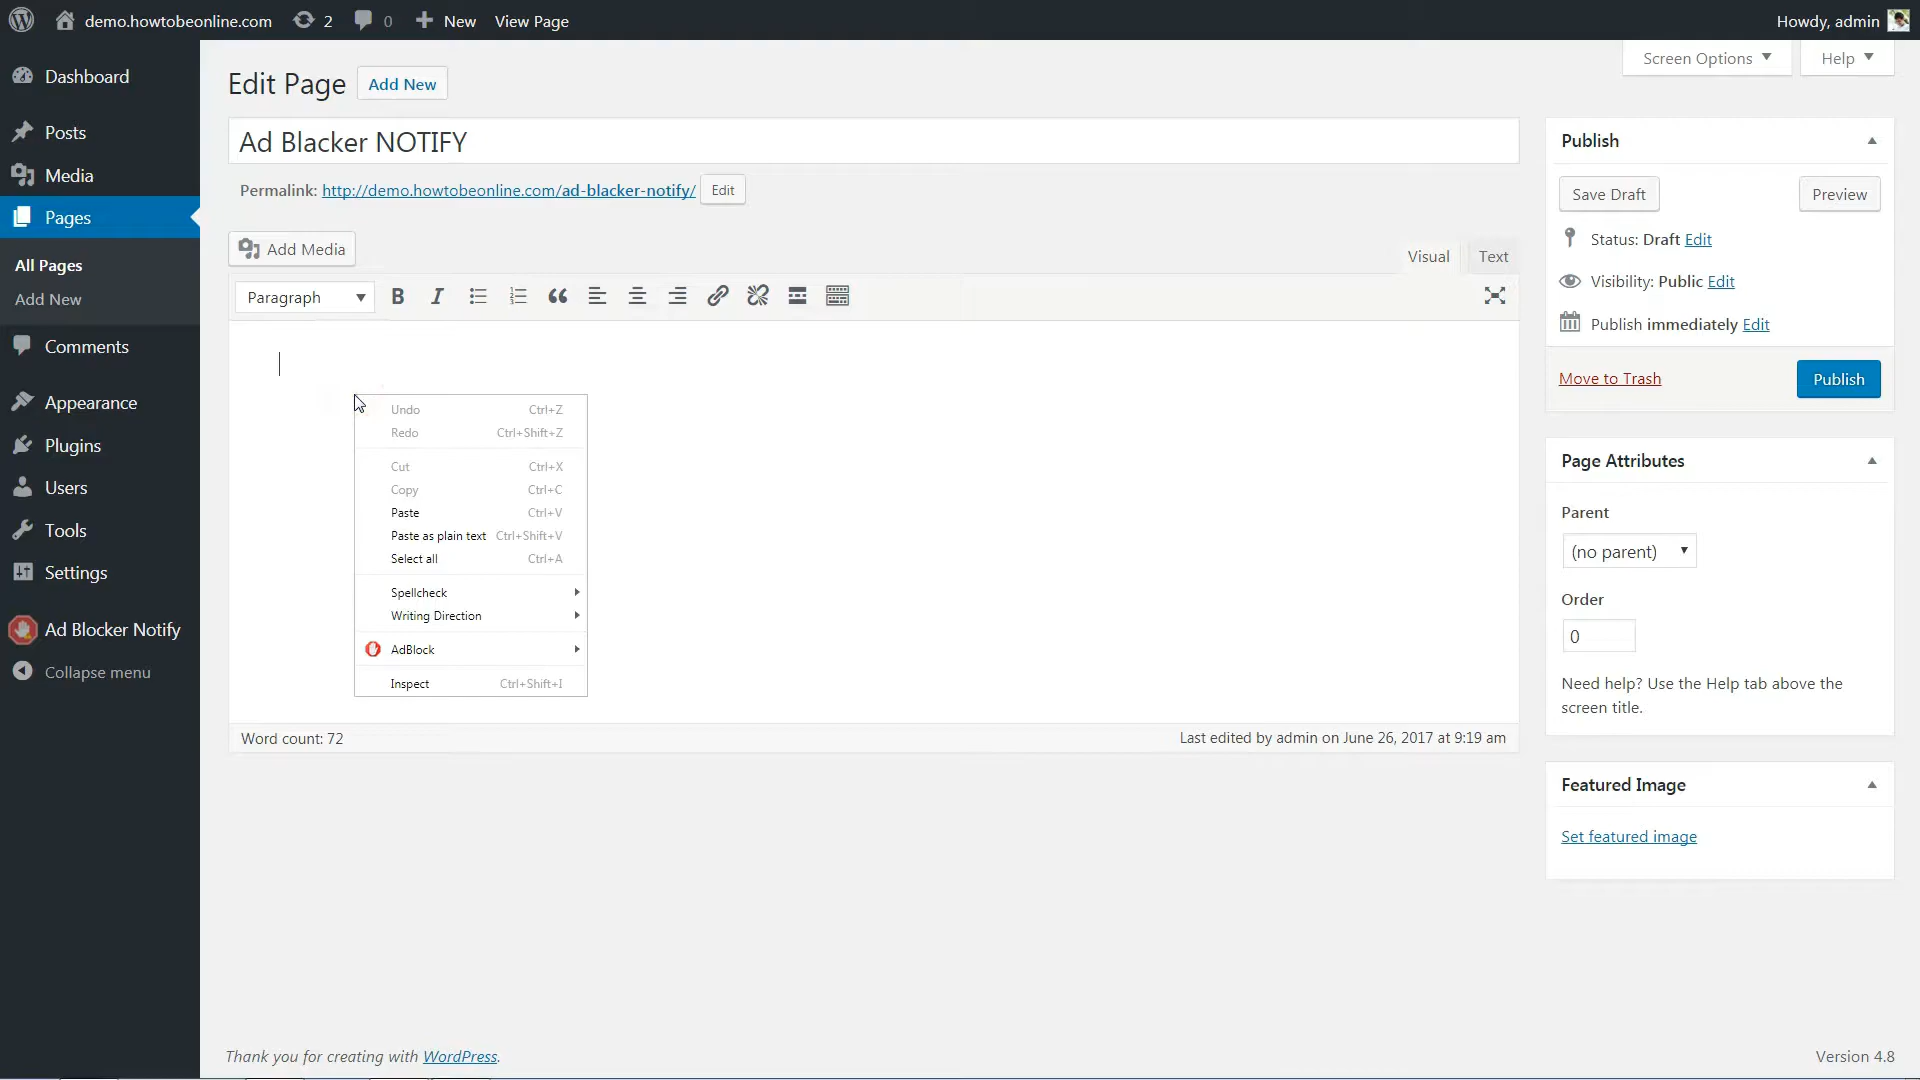 demo.howtobeonline.com 2 0 New View Page Howdy, admin
Screen Options Help
Dashboard
Posts
Media
Pages
All Pages
Add New
Comments
Appearance
Plugins
Users
Tools
Settings
Ad Blocker Notify
Collapse menu
Edit Page Add New
Ad Blacker NOTIFY
Permalink: http://demo.howtobeonline.com/ad-blacker-notify/ Edit
Add Media
Visual Text
Paragraph
Undo Ctrl+Z
Redo Ctrl+Shift+Z
Cut Ctrl+X
Copy Ctrl+C
Paste Ctrl+V
Paste as plain text Ctrl+Shift+V
Select all Ctrl+A
Spellcheck
Writing Direction
AdBlock
Inspect Ctrl+Shift+I
Word count: 72
Last edited by admin on June 26, 2017 at 9:19 am
Publish
Save Draft Preview
Status: Draft Edit
Visibility: Public Edit
Publish immediately Edit
Move to Trash Publish
Page Attributes
Parent
(no parent)
Order
0
Need help? Use the Help tab above the
screen title.
Featured Image
Set featured image
Thank you for creating with WordPress.
Version 4.8